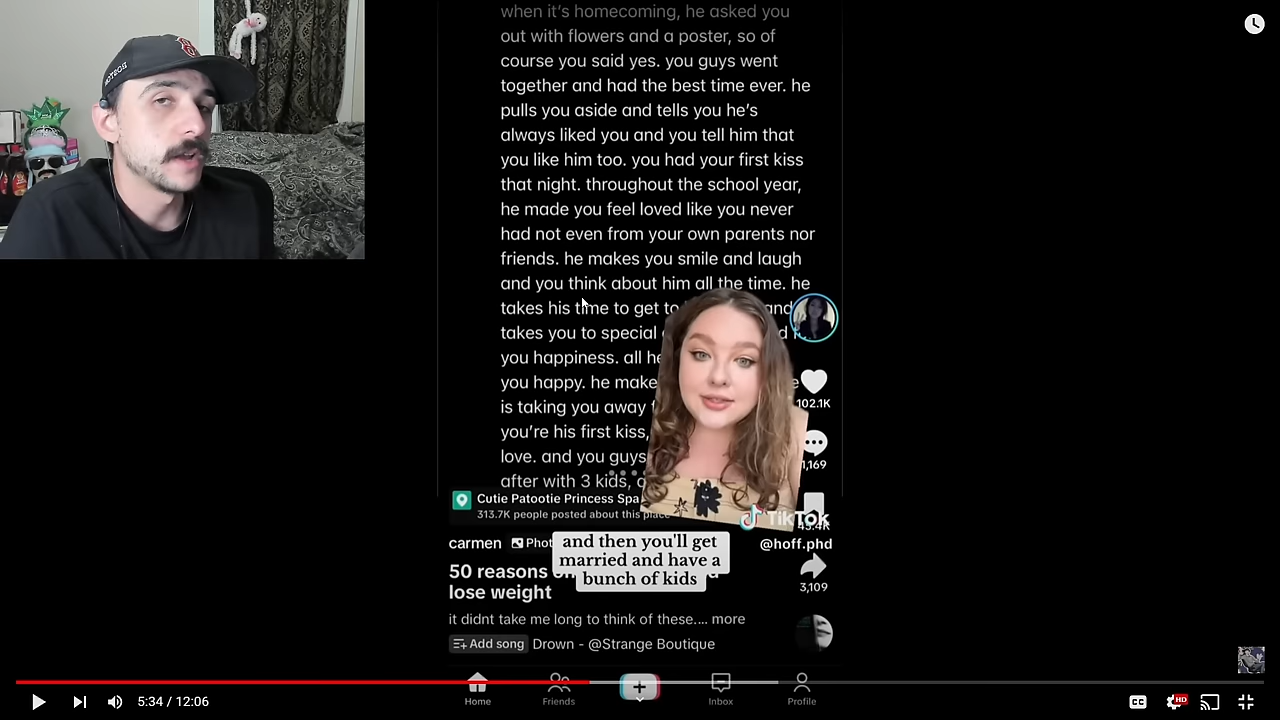 when it's homecoming, he asked you
out with flowers and a poster, so of
course you said yes. you guys went
together and had the best time ever. he
pulls you aside and tells you he's
always liked you and you tell him that
you like him too. you had your first kiss
that night. throughout the school year,
he made you feel loved like you never
had not even from your own parents nor
friends. he makes you smile and laugh
and you think about him all the time. he
takes his time to get to
takes you to special
you happiness. all he
you happy. he make
is taking you away
you're his first kiss,
love. and you guys
after with 3 kids,
102.1K
1,169
Cutie Patootie Princess Spa
313.7K people posted about this place
TikTok
45.4K
@hoff.phd
carmen
and then you'll get
married and have a
bunch of kids
50 reasons
lose weight
3,109
it didnt take me long to think of these.... more
Add song Drown - @Strange Boutique
Home Friends Inbox Profile
5:34 / 12:06
CC HD